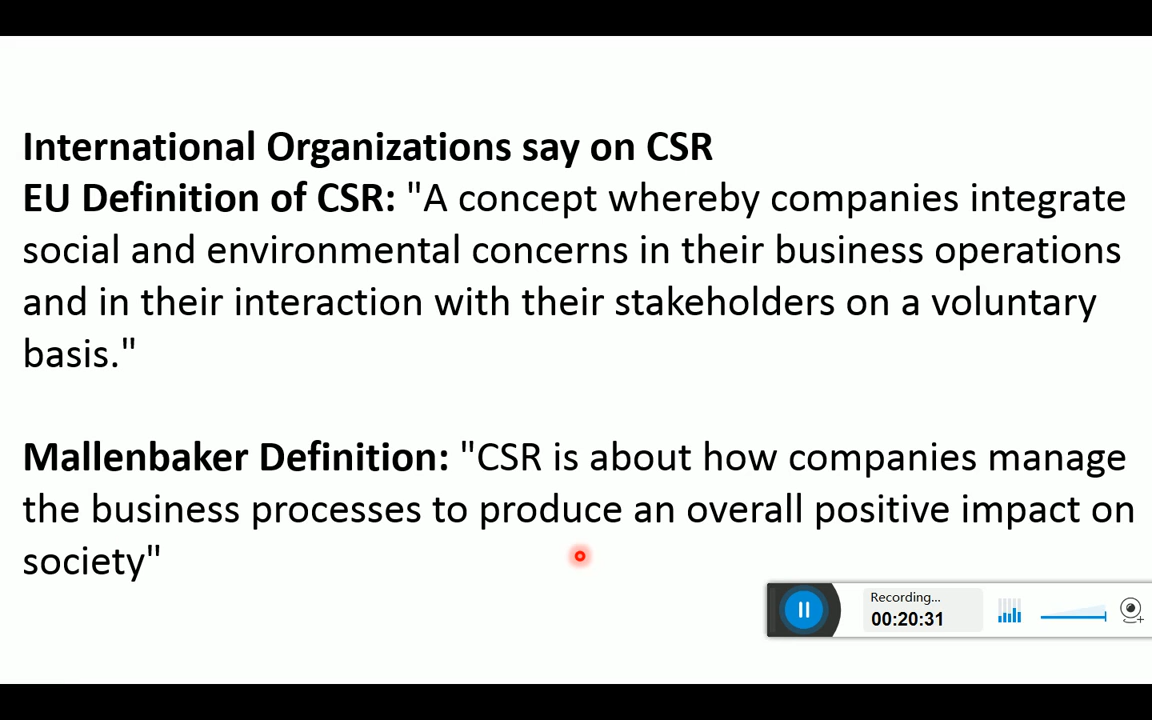 International Organizations say on CSR
EU Definition of CSR: "A concept whereby companies integrate
social and environmental concerns in their business operations
and in their interaction with their stakeholders on a voluntary
basis."
Mallenbaker Definition: "CSR is about how companies manage
the business processes to produce an overall positive impact on
society"
Recording...
00:20:31